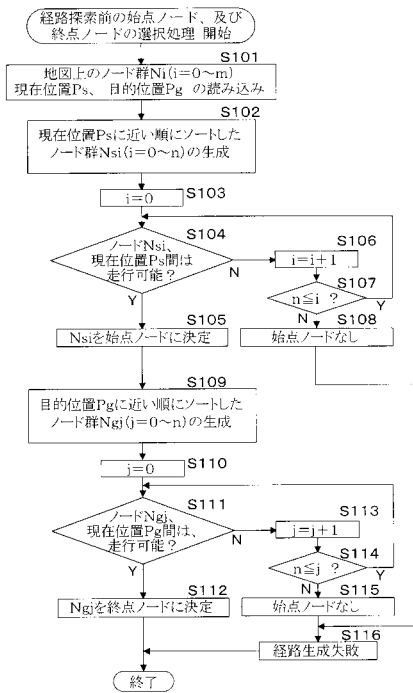 経路探索前の始点ノード、及び
終点ノードの選択処理 開始
S101
地図上のノード群Ni(i=0~m)
現在位置Ps、目的位置Pg の読み込み
S102
現在位置Psに近い順にソートした
ノード群Nsi(i=0~n)の生成
S103
i=0
S104
ノードNsi、
現在位置Ps間は
走行可能?
N
Y
S106
i=i+1
S107
n≦i ?
N
Y
S105
Nsiを始点ノードに決定
S108
始点ノードなし
S109
目的位置Pgに近い順にソートした
ノード群Ngj(j=0~n)の生成
S110
j=0
S111
ノードNgj、
現在位置Pg間は、
走行可能?
N
Y
S113
j=j+1
S114
n≦j ?
N
Y
S112
Ngjを終点ノードに決定
S115
始点ノードなし
S116
経路生成失敗
終了